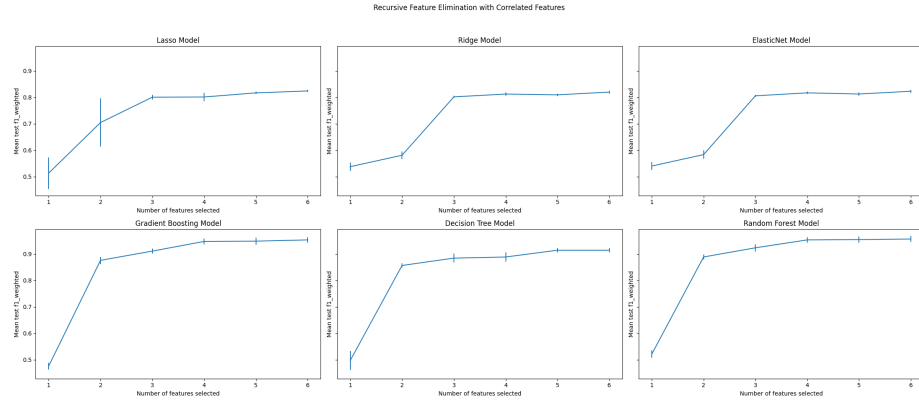 Recursive Feature Elimination with Correlated Features
Lasso Model
Mean test f1_weighted
0.9
0.8
0.7
0.6
0.5
1 2 3 4 5 6
Number of features selected
Ridge Model
Mean test f1_weighted
1 2 3 4 5 6
Number of features selected
ElasticNet Model
Mean test f1_weighted
1 2 3 4 5 6
Number of features selected
Gradient Boosting Model
Mean test f1_weighted
0.9
0.8
0.7
0.6
0.5
1 2 3 4 5 6
Number of features selected
Decision Tree Model
Mean test f1_weighted
1 2 3 4 5 6
Number of features selected
Random Forest Model
Mean test f1_weighted
1 2 3 4 5 6
Number of features selected